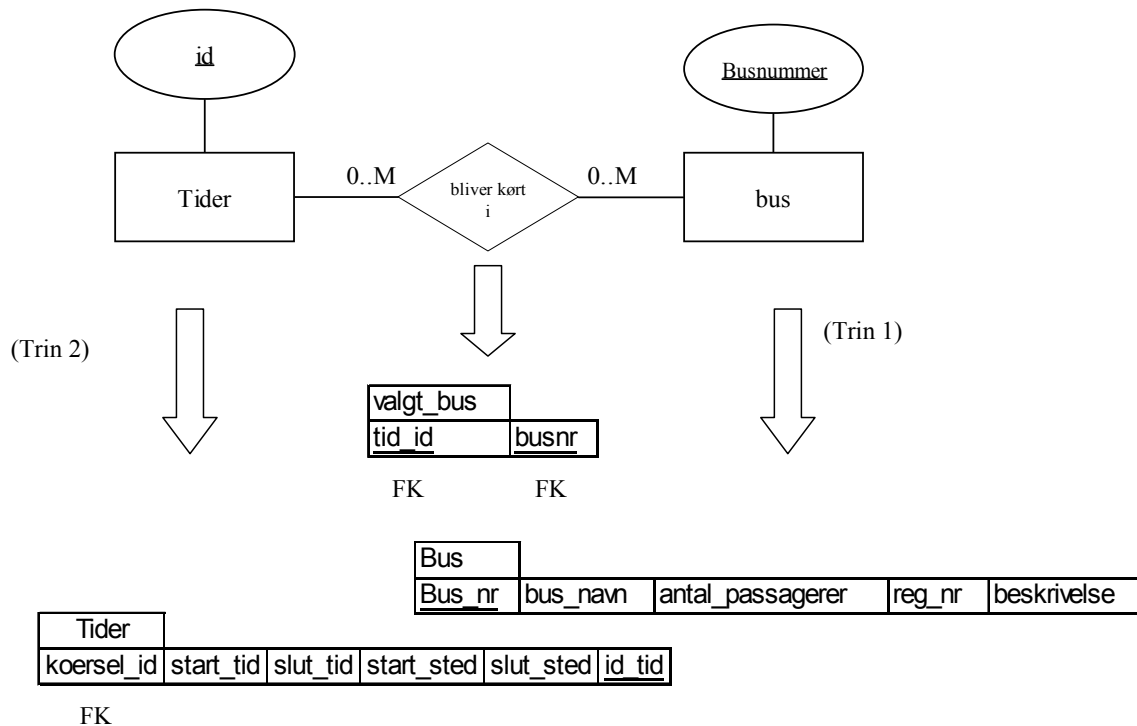 id
Busnummer
Tider
0..M
bliver kørt
i
0..M
bus
(Trin 2)
(Trin 1)
valgt_bus
tid_id busnr
FK FK
Bus
Bus_nr bus_navn antal_passagerer reg_nr beskrivelse
Tider
koersel_id start_tid slut_tid start_sted slut_sted id_tid
FK